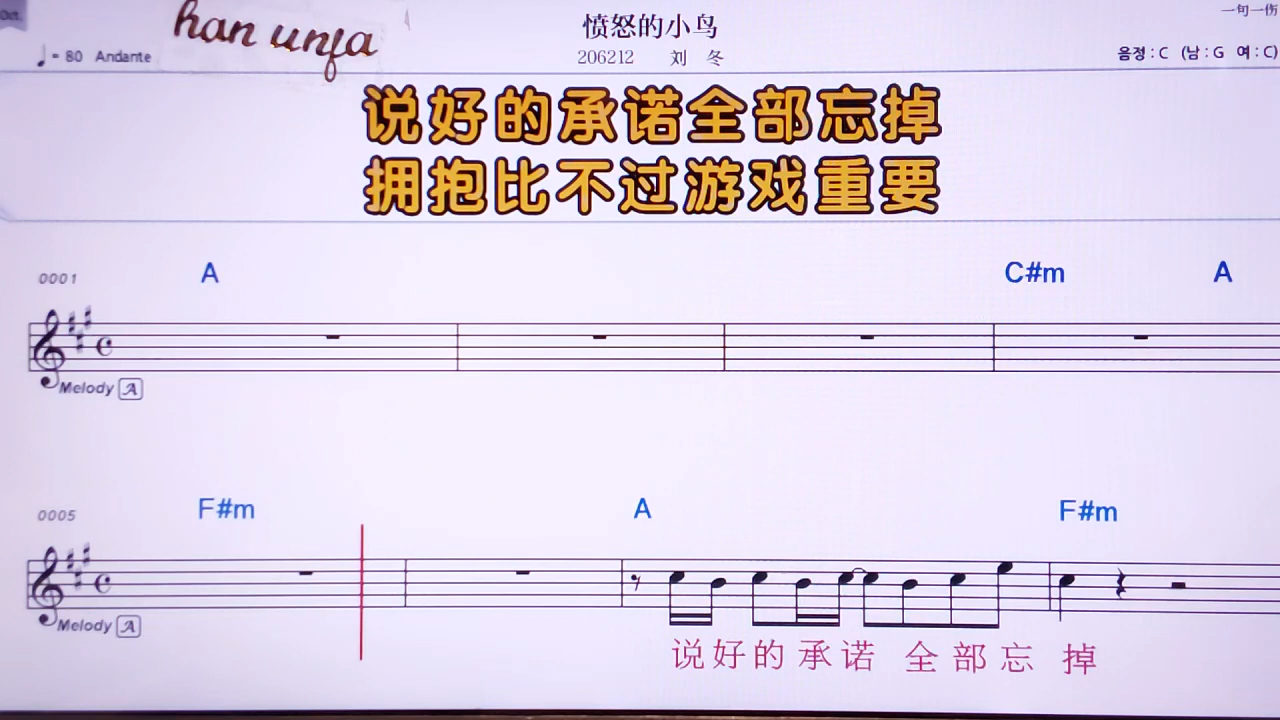 Oct.
han unfa
愤怒的小鸟
一句一伤
♩ = 80 Andante
206212 刘 冬
음정 : C (남 : G 여 : C)
说好的承诺全部忘掉
拥抱比不过游戏重要
0001 A C#m A
Melody A
0005 F#m A F#m
Melody A
说好的承诺 全部忘 掉